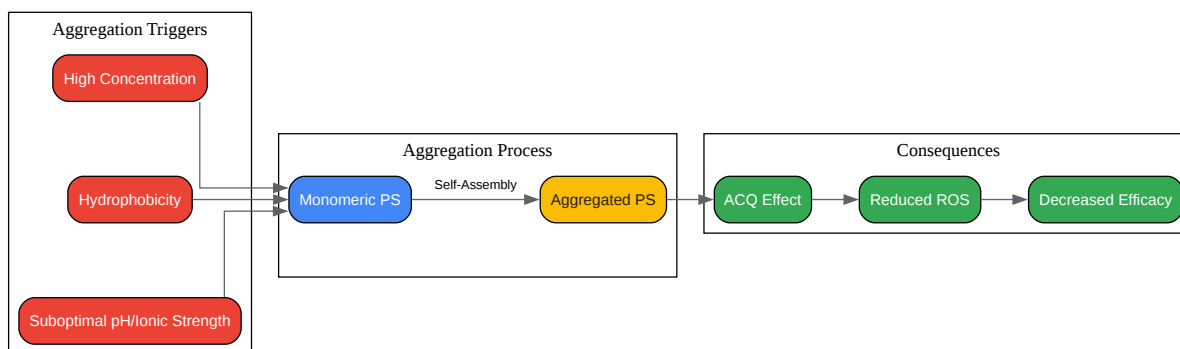 Aggregation Triggers
High Concentration
Hydrophobicity
Suboptimal pH/Ionic Strength
Aggregation Process
Monomeric PS
Self-Assembly
Aggregated PS
Consequences
ACQ Effect
Reduced ROS
Decreased Efficacy